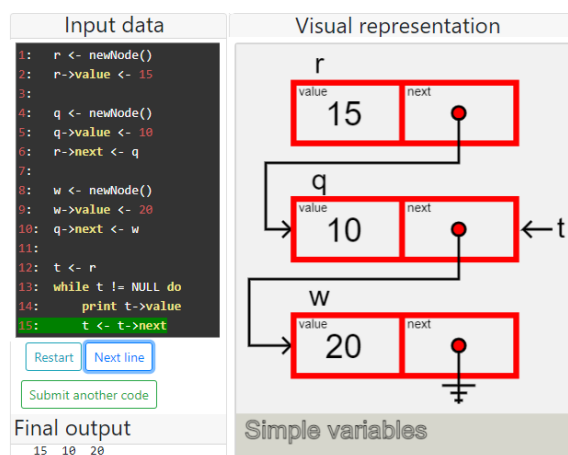 Input data
1: r <- newNode()
2: r->value <- 15
3:
4: q <- newNode()
5: q->value <- 10
6: r->next <- q
7:
8: w <- newNode()
9: w->value <- 20
10: q->next <- w
11:
12: t <- r
13: while t != NULL do
14: print t->value
15: t <- t->next
Restart Next line
Submit another code
Final output
15 10 20
Visual representation
r
value next
15
q
value next
10 t
w
value next
20
Simple variables